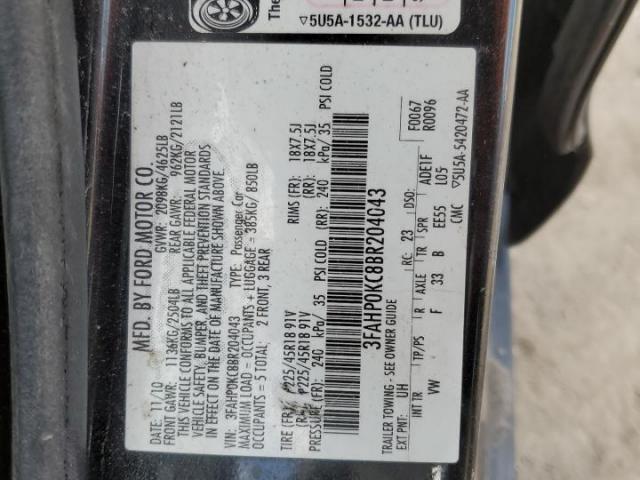 The
▽5U5A-1532-AA (TLU)
MFD. BY FORD MOTOR CO.
DATE: 11/10 GVWR: 2098KG/4625LB
FRONT GAWR: 1136KG/2504LB REAR GAWR: 962KG/2121LB
THIS VEHICLE CONFORMS TO ALL APPLICABLE FEDERAL MOTOR
VEHICLE SAFETY, BUMPER, AND THEFT PREVENTION STANDARDS
IN EFFECT ON THE DATE OF MANUFACTURE SHOWN ABOVE.
VIN: 3FAHP0KC8BR204043 TYPE: Passenger Car
MAXIMUM LOAD = OCCUPANTS + LUGGAGE = 385KG/ 850LB
OCCUPANTS = 5 TOTAL: 2 FRONT, 3 REAR
TIRE (FR): P225/45R18 91V RIMS (FR): 18X7.5J
(RR): P225/45R18 91V (RR): 18X7.5J
PRESSURE (FR): 240 kPa/ 35 PSI COLD (RR): 240 kPa/ 35 PSI COLD
3FAHP0KC8BR204043
TRAILER TOWING - SEE OWNER GUIDE
F0067
R0096
EXT PNT: UH RC: 23 DSO:
INT TR TP/PS R AXLE TR SPR ADE1F
VW F 33 B EE55 L05
CMC ▽5U5A-5420472-AA